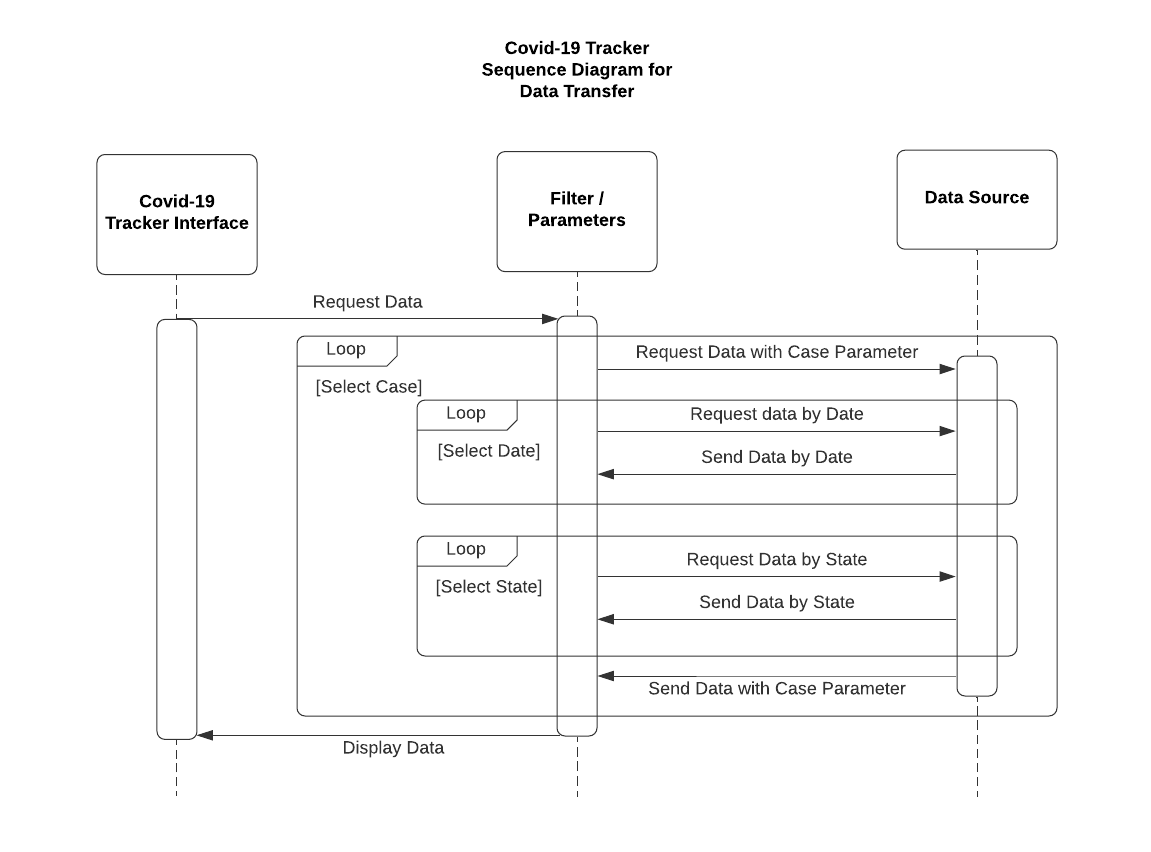 Covid-19 Tracker
Sequence Diagram for
Data Transfer
Covid-19
Tracker Interface
Filter /
Parameters
Data Source
Request Data
Loop
Request Data with Case Parameter
[Select Case]
Loop
Request data by Date
[Select Date]
Send Data by Date
Loop
Request Data by State
[Select State]
Send Data by State
Send Data with Case Parameter
Display Data